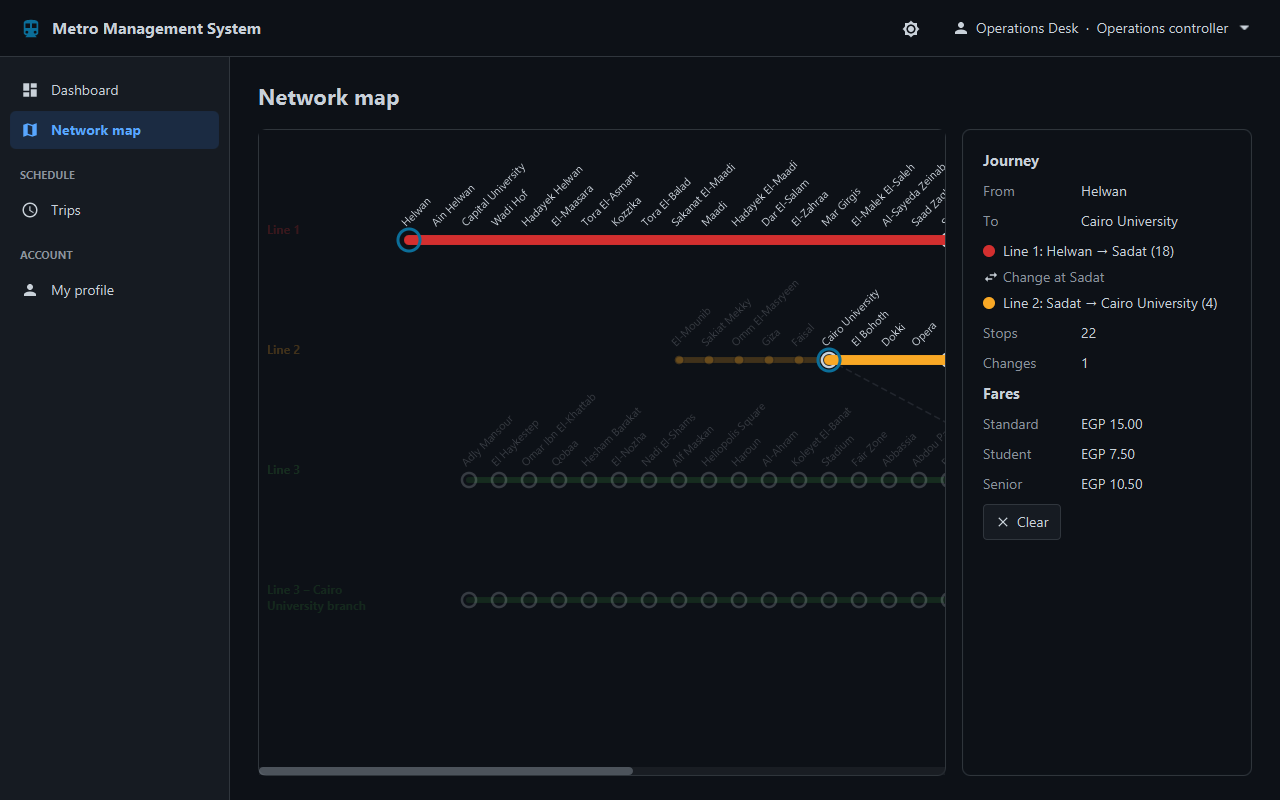 Metro Management System
Operations Desk · Operations controller
Dashboard
Network map
SCHEDULE
Trips
ACCOUNT
My profile
Network map
Line 1
Helwan
Ain Helwan
Capital University
Wadi Hof
Hadayek Helwan
El-Maasara
Tora El-Asmant
Kozzika
Tora El-Balad
Sakanat El-Maadi
Maadi
Hadayek El-Maadi
Dar El-Salam
El-Zahraa
Mar Girgis
El-Malek El-Saleh
Al-Sayeda Zeinab
Line 2
El-Mounib
Sakiat Mekky
Omm El-Masryeen
Giza
Faisal
Cairo University
El Bohoth
Dokki
Opera
Line 3
Adly Mansour
El Haykestep
Omar Ibn El-Khattab
Qobaa
Hesham Barakat
El-Nozha
Nadi El-Shams
Alf Maskan
Heliopolis Square
Haroun
Al-Ahram
Koleyet El-Banat
Stadium
Fair Zone
Abbassia
Line 3 – Cairo
University branch
Journey
From Helwan
To Cairo University
Line 1: Helwan → Sadat (18)
Change at Sadat
Line 2: Sadat → Cairo University (4)
Stops 22
Changes 1
Fares
Standard EGP 15.00
Student EGP 7.50
Senior EGP 10.50
Clear